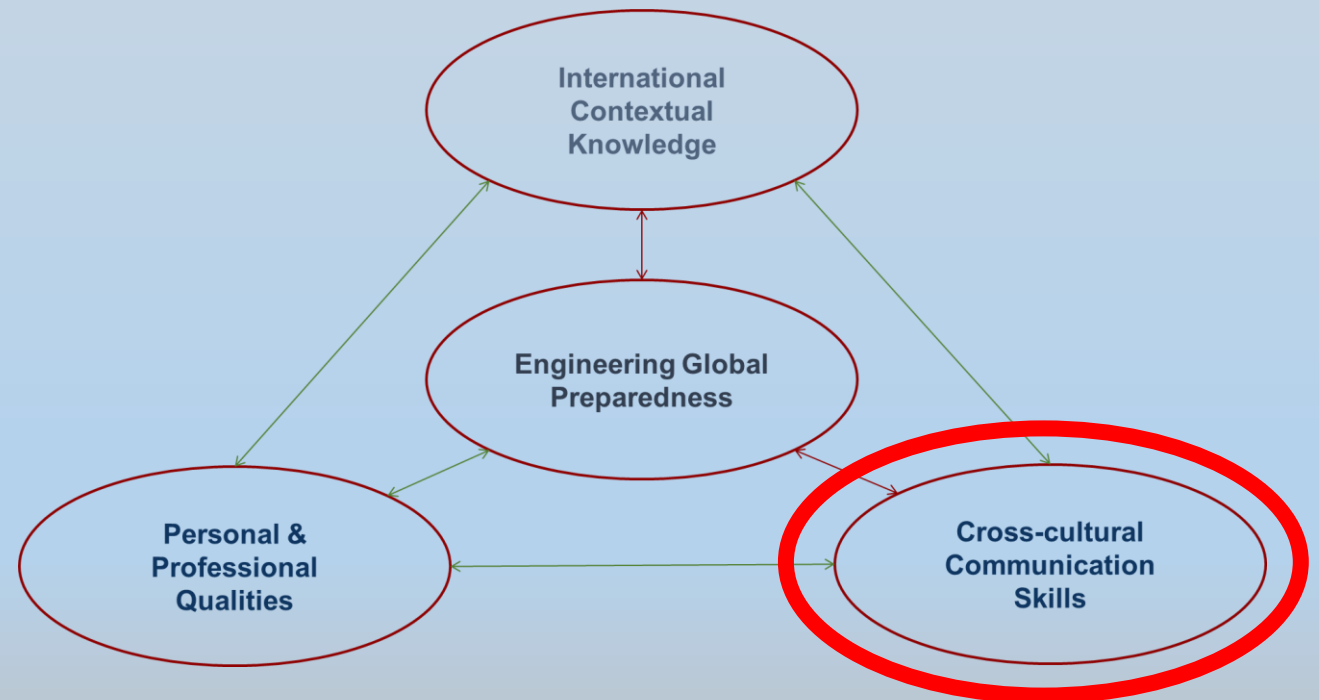 International
Contextual
Knowledge
Engineering Global
Preparedness
Personal &
Professional
Qualities
Cross-cultural
Communication
Skills